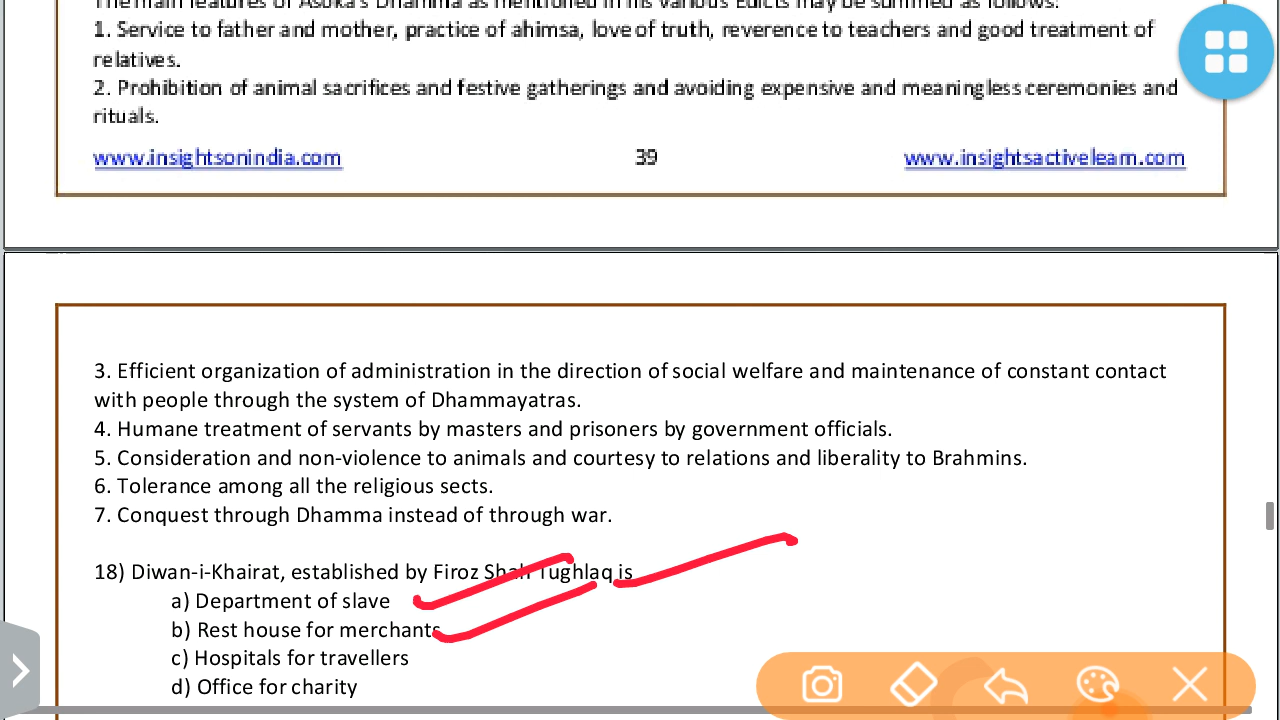 The main features of Asoka's Dhamma as mentioned in his various Edicts may be summed as follows:
1. Service to father and mother, practice of ahimsa, love of truth, reverence to teachers and good treatment of
relatives.
2. Prohibition of animal sacrifices and festive gatherings and avoiding expensive and meaningless ceremonies and
rituals.
www.insightsonindia.com 39 www.insightsactivelearn.com
3. Efficient organization of administration in the direction of social welfare and maintenance of constant contact
with people through the system of Dhammayatras.
4. Humane treatment of servants by masters and prisoners by government officials.
5. Consideration and non-violence to animals and courtesy to relations and liberality to Brahmins.
6. Tolerance among all the religious sects.
7. Conquest through Dhamma instead of through war.
18) Diwan-i-Khairat, established by Firoz Shah Tughlaq is
a) Department of slave
b) Rest house for merchants
c) Hospitals for travellers
d) Office for charity